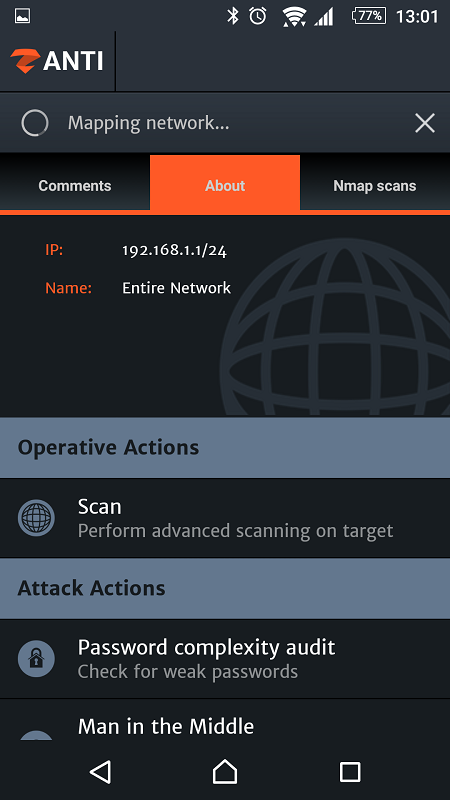 77% 13:01
ANTI
Mapping network...
Comments About Nmap scans
IP: 192.168.1.1/24
Name: Entire Network
Operative Actions
Scan
Perform advanced scanning on target
Attack Actions
Password complexity audit
Check for weak passwords
Man in the Middle